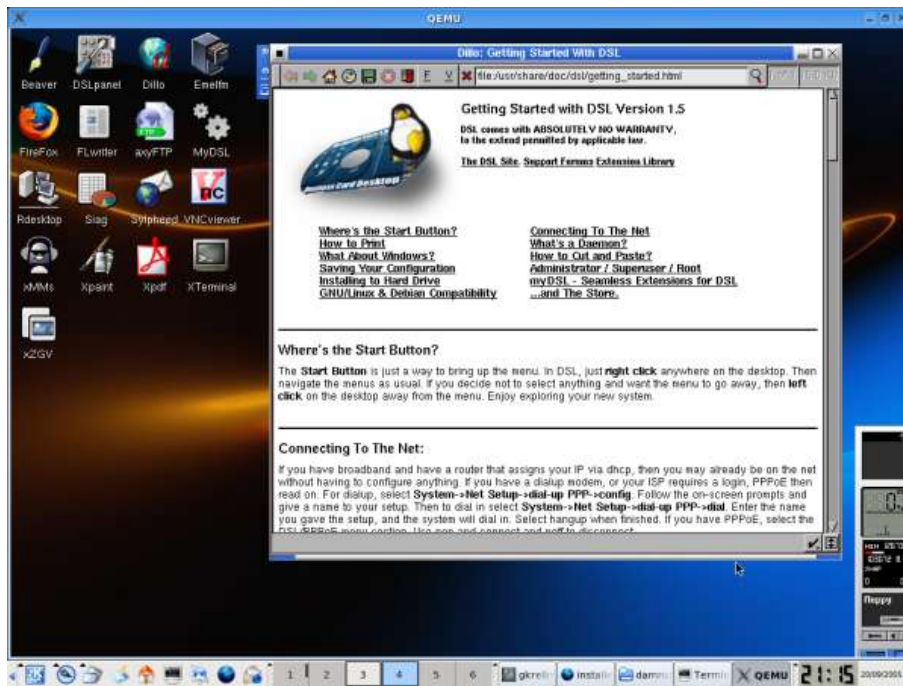 QEMU
Beaver
DSLpanel
Dillo
Emelfm
FireFox
FLwriter
axyFTP
MyDSL
Rdesktop
Siag
Sylpheed
VNCviewer
xMMs
Xpaint
Xpdf
XTerminal
xZGV
Dillo: Getting Started With DSL
file:/usr/share/doc/dsl/getting_started.html
Getting Started with DSL Version 1.5
DSL comes with ABSOLUTELY NO WARRANTY,
to the extend permitted by applicable law.
The DSL Site, Support Forums Extension Library
Business Card Desktop
Where's the Start Button?
How to Print
What About Windows?
Saving Your Configuration
Installing to Hard Drive
GNU/Linux & Debian Compatibility
Connecting To The Net
What's a Daemon?
How to Cut and Paste?
Administrator / Superuser / Root
myDSL - Seamless Extensions for DSL
...and The Store.
Where's the Start Button?
The Start Button is just a way to bring up the menu. In DSL, just right click anywhere on the desktop. Then
navigate the menus as usual. If you decide not to select anything and want the menu to go away, then left
click on the desktop away from the menu. Enjoy exploring your new system.
Connecting To The Net:
If you have broadband and have a router that assigns your IP via dhcp, then you may already be on the net
without having to configure anything. If you have a dialup modem, or your ISP requires a login, PPPoE then
read on. For dialup, select System->Net Setup->dial-up PPP->config. Follow the on-screen prompts and
give a name to your setup. Then to dial in select System->Net Setup->dial-up PPP->dial. Enter the name
you gave the setup, and the system will dial in. Select hangup when finished. If you have PPPoE, select the
Floppy
1 2 3 4 5 6
gkrell
installi
damn
Termi
QEMU
21:15
20/09/2005